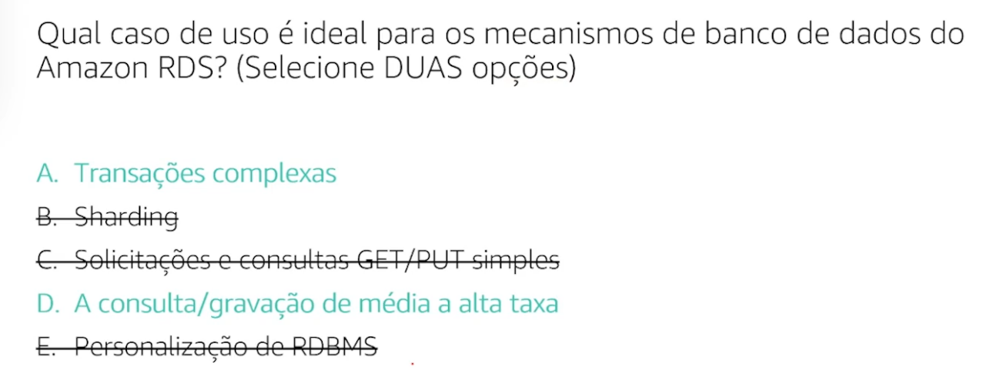 Qual caso de uso é ideal para os mecanismos de banco de dados do
Amazon RDS? (Selecione DUAS opções)
A. Transações complexas
B. Sharding
C. Solicitações e consultas GET/PUT simples
D. A consulta/gravação de média a alta taxa
E. Personalização de RDBMS